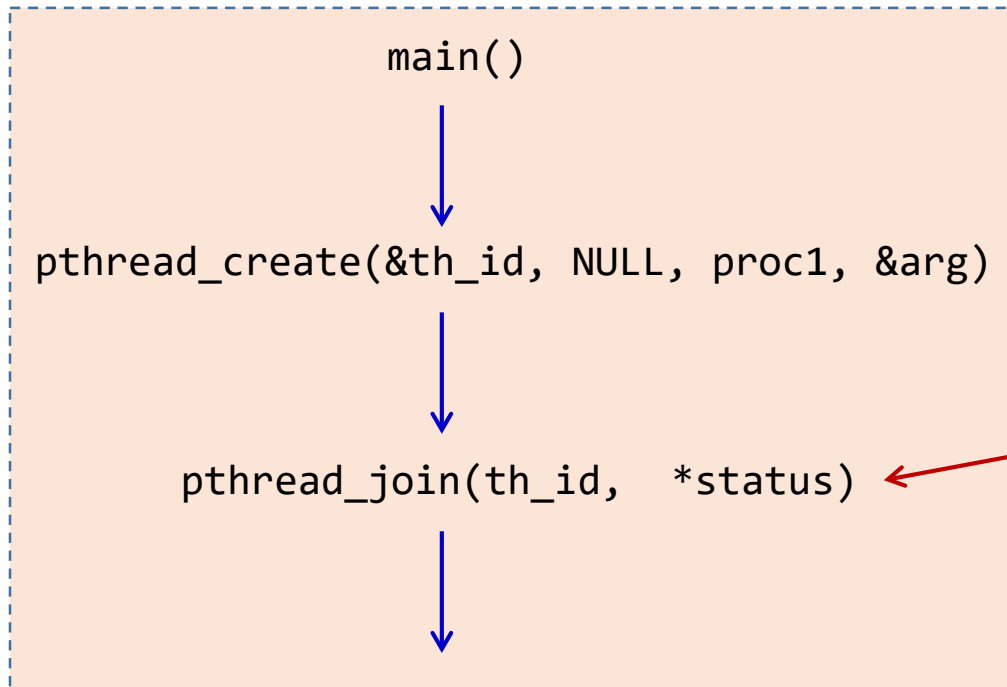 main()
pthread_create(&th_id, NULL, proc1, &arg)
pthread_join(th_id,  *status)